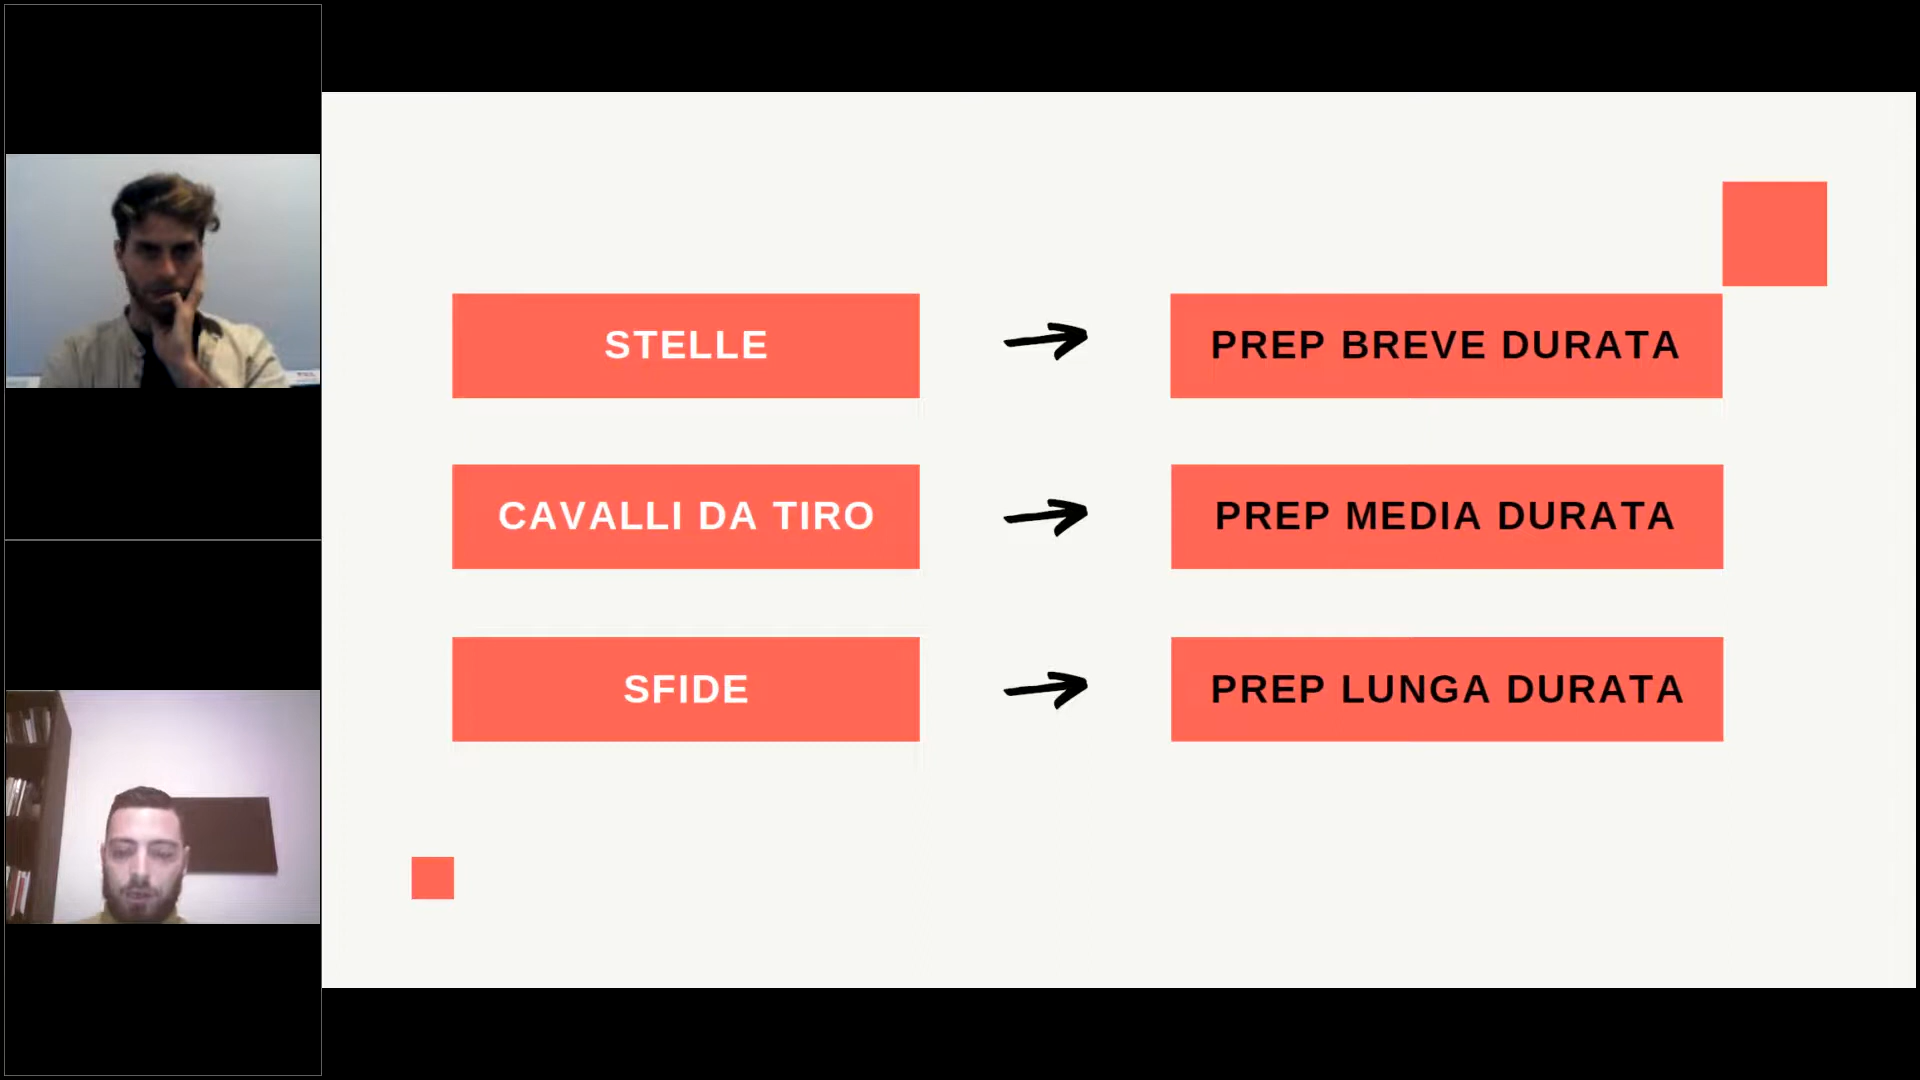 STELLE
PREP BREVE DURATA
CAVALLI DA TIRO
PREP MEDIA DURATA
SFIDE
PREP LUNGA DURATA